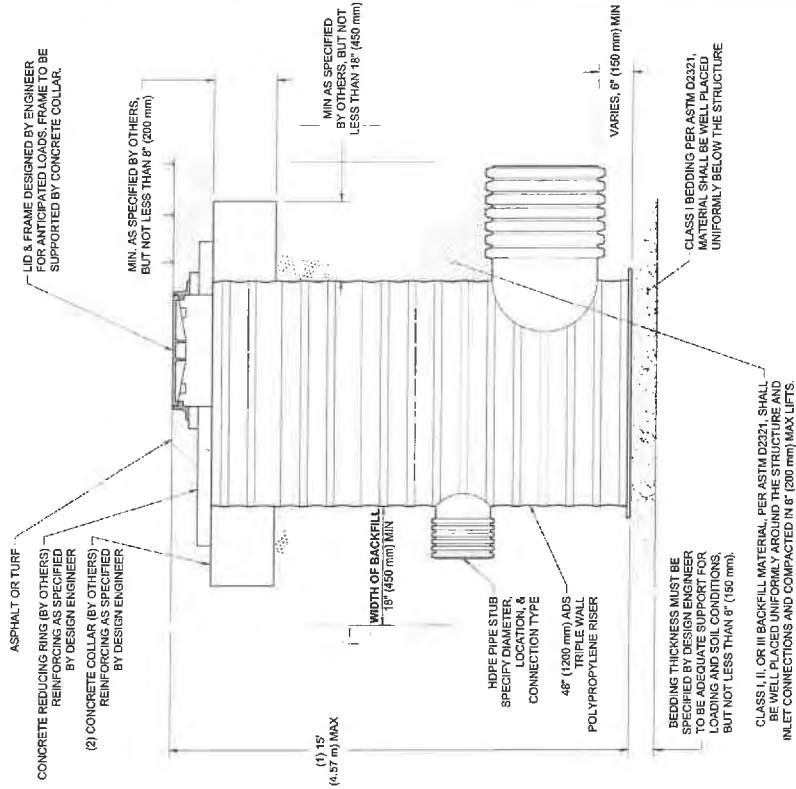 ASPHALT OR TURF
CONCRETE REDUCING RING (BY OTHERS)
REINFORCING AS SPECIFIED
BY DESIGN ENGINEER
(2) CONCRETE COLLAR (BY OTHERS)
REINFORCING AS SPECIFIED
BY DESIGN ENGINEER
LID & FRAME DESIGNED BY ENGINEER
FOR ANTICIPATED LOADS. FRAME TO BE
SUPPORTED BY CONCRETE COLLAR.
MIN. AS SPECIFIED BY OTHERS,
BUT NOT LESS THAN 8" (200 mm)
MIN AS SPECIFIED
BY OTHERS, BUT NOT
LESS THAN 18" (450 mm)
WIDTH OF BACKFILL
18" (450 mm) MIN
(1) 15'
(4.57 m) MAX
HDPE PIPE STUB
SPECIFY DIAMETER,
LOCATION, &
CONNECTION TYPE
48" (1200 mm) ADS
TRIPLE WALL
POLYPROPYLENE RISER
VARIES, 6" (150 mm) MIN
BEDDING THICKNESS MUST BE
SPECIFIED BY DESIGN ENGINEER
TO BE ADEQUATE SUPPORT FOR
LOADING AND SOIL CONDITIONS,
BUT NOT LESS THAN 6" (150 mm).
CLASS I BEDDING PER ASTM D2321,
MATERIAL SHALL BE WELL PLACED
UNIFORMLY BELOW THE STRUCTURE
CLASS I, II, OR III BACKFILL MATERIAL, PER ASTM D2321, SHALL
BE WELL PLACED UNIFORMLY AROUND THE STRUCTURE AND
INLET CONNECTIONS AND COMPACTED IN 8" (200 mm) MAX LIFTS.